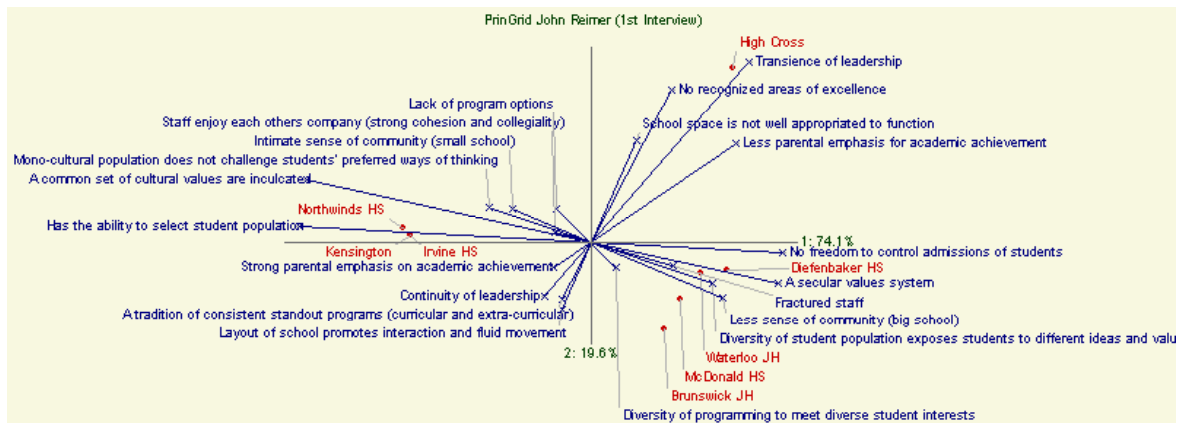 PrinGrid John Reimer (1st Interview)
High Cross
Transience of leadership
No recognized areas of excellence
Lack of program options
Staff enjoy each others company (strong cohesion and collegiality)
School space is not well appropriated to function
Intimate sense of community (small school)
Less parental emphasis for academic achievement
Mono-cultural population does not challenge students' preferred ways of thinking
A common set of cultural values are inculcated
Northwinds HS
Has the ability to select student population
1: 74.1%
Kensington
Irvine HS
No freedom to control admissions of students
Strong parental emphasis on academic achievement
Diefenbaker HS
A secular values system
Continuity of leadership
Fractured staff
A tradition of consistent standout programs (curricular and extra-curricular)
Less sense of community (big school)
Layout of school promotes interaction and fluid movement
Diversity of student population exposes students to different ideas and valu
2: 19.6%
Waterloo JH
McDonald HS
Brunswick JH
Diversity of programming to meet diverse student interests